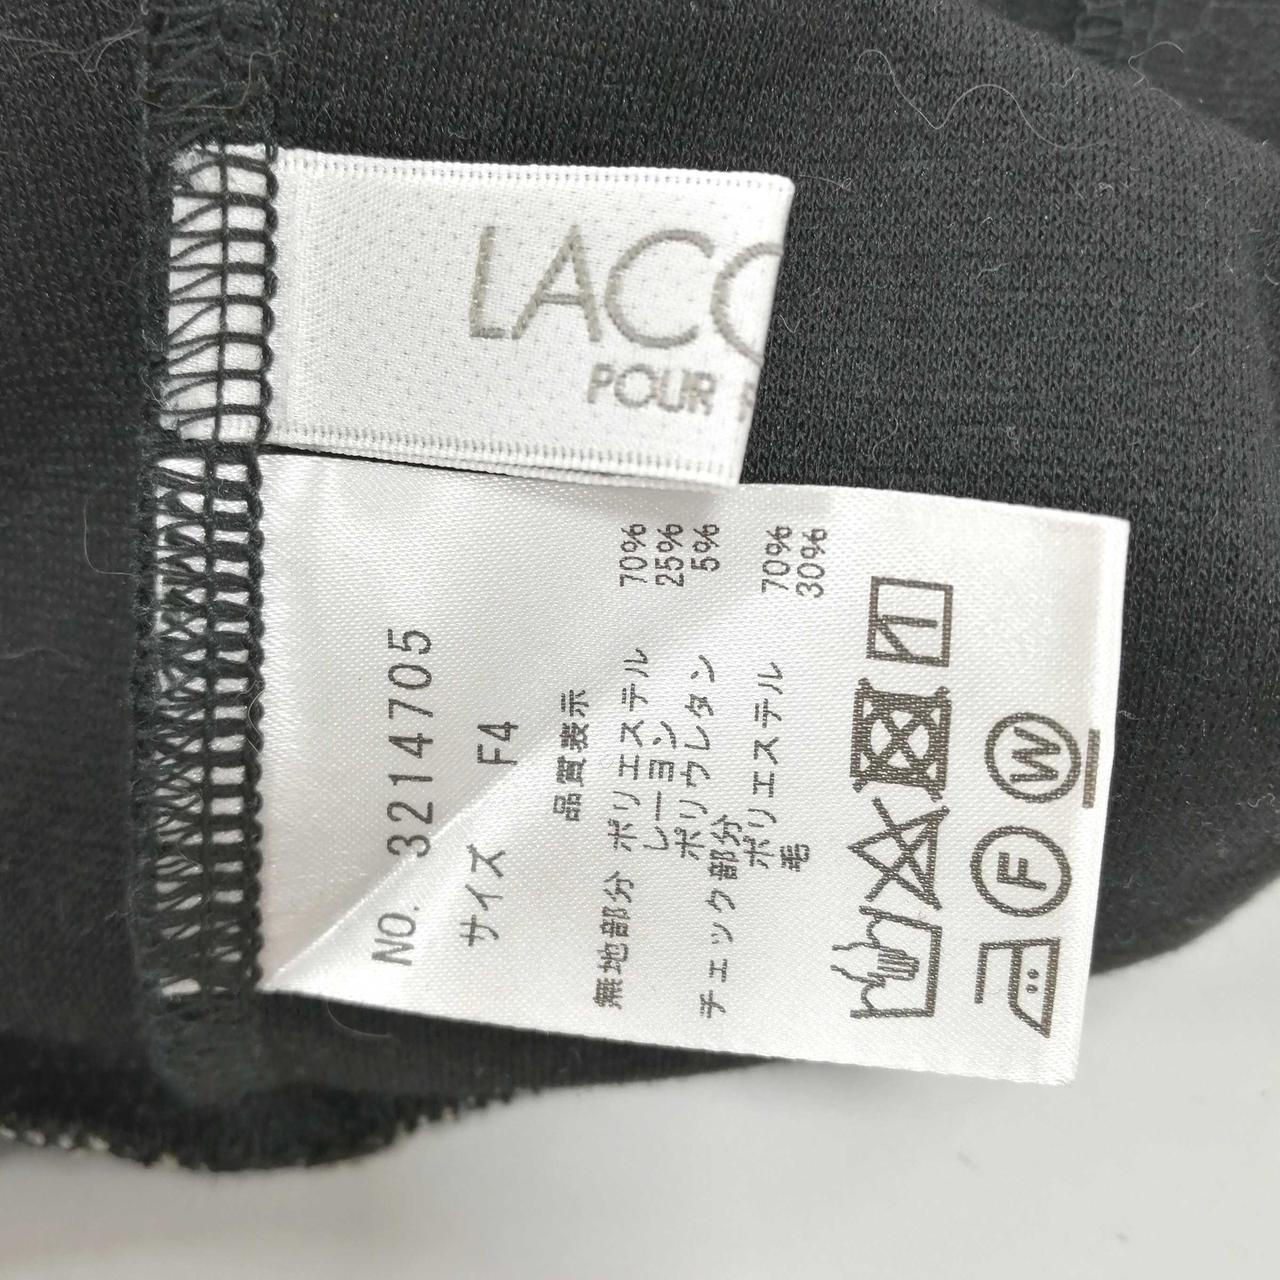 LACO
POUR
NO. 3214705
サイズ F4
品質表示
無地部分 ポリエステル 70%
レーヨン 25%
ポリウレタン 5%
チェック部分
ポリエステル 70%
毛 30%
F W